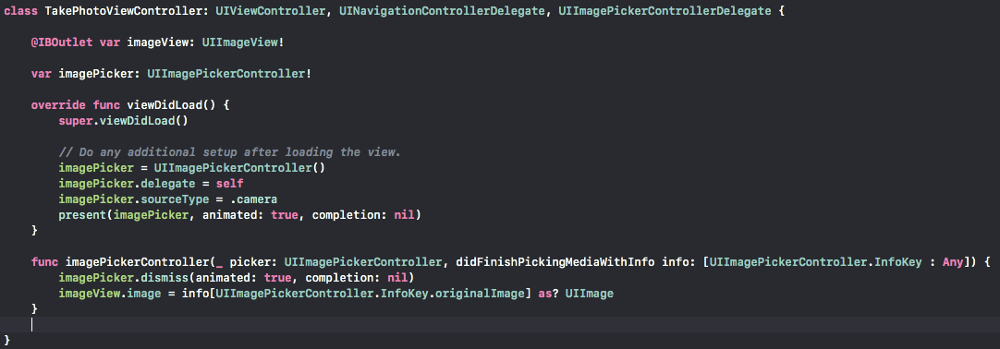 class TakePhotoViewController: UIViewController, UINavigationControllerDelegate, UIImagePickerControllerDelegate {
@IBOutlet var imageView: UIImageView!
var imagePicker: UIImagePickerController!
override func viewDidLoad() {
super.viewDidLoad()
// Do any additional setup after loading the view.
imagePicker = UIImagePickerController()
imagePicker.delegate = self
imagePicker.sourceType = .camera
present(imagePicker, animated: true, completion: nil)
}
func imagePickerController(_ picker: UIImagePickerController, didFinishPickingMediaWithInfo info: [UIImagePickerController.InfoKey : Any]) {
imagePicker.dismiss(animated: true, completion: nil)
imageView.image = info[UIImagePickerController.InfoKey.originalImage] as? UIImage
}
}